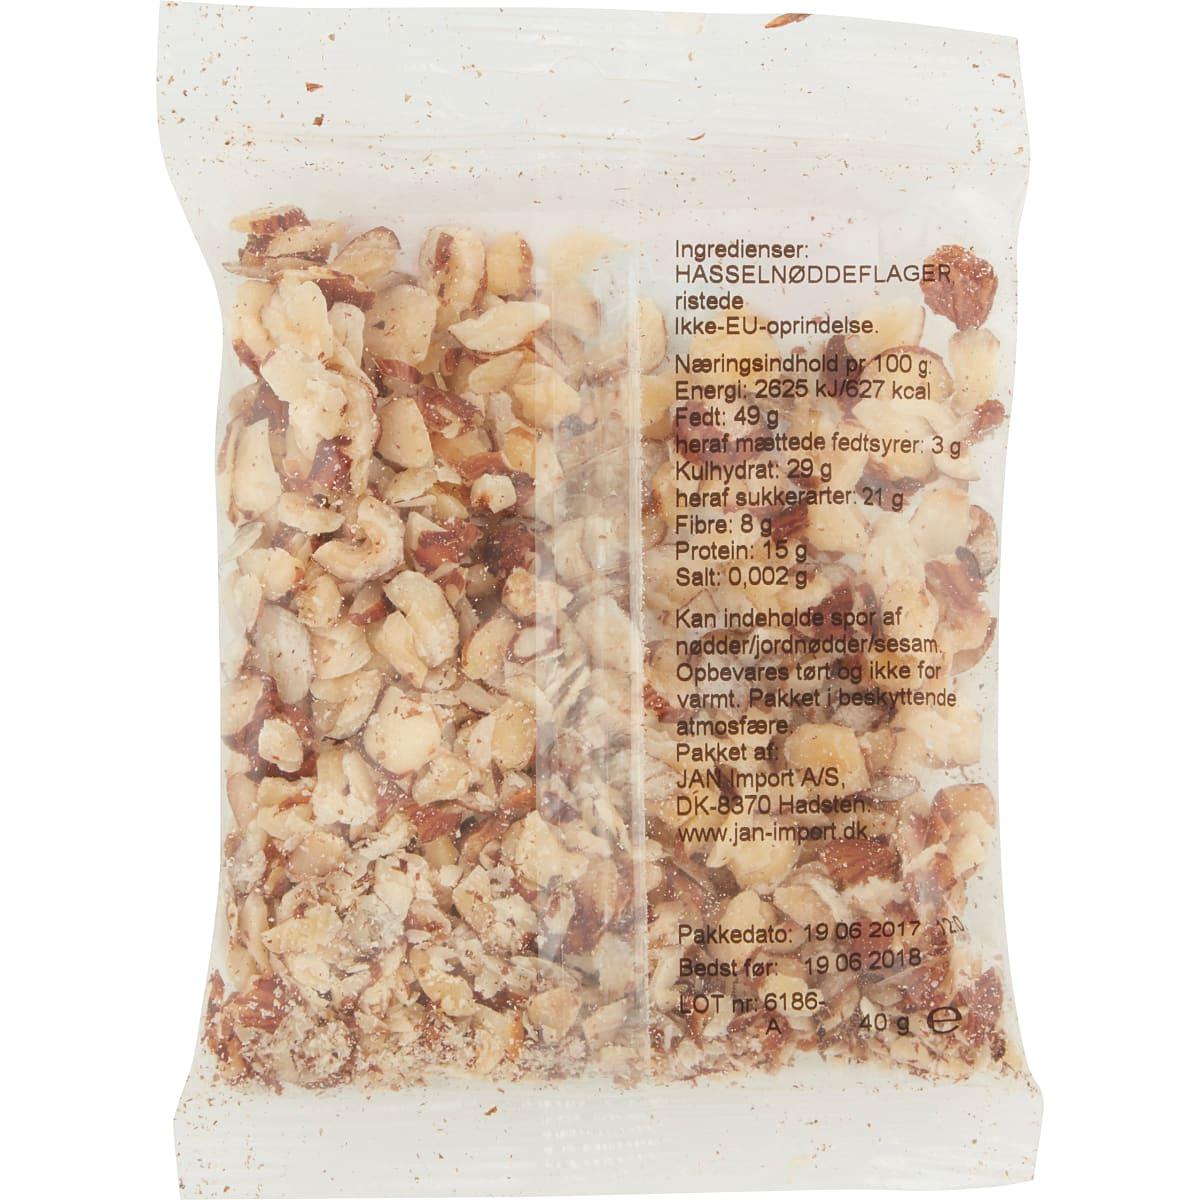 Ingredienser:
HASSELNØDDEFLAGER,
ristede
Ikke-EU-oprindelse.
Næringsindhold pr 100 g:
Energi: 2625 kJ/627 kcal
Fedt: 49 g
heraf mættede fedtsyrer: 3 g
Kulhydrat: 29 g
heraf sukkerarter: 21 g
Fibre: 8 g
Protein: 15 g
Salt: 0,002 g
Kan indeholde spor af
nødder/jordnødder/sesam.
Opbevares tørt og ikke for
varmt. Pakket i beskyttende
atmosfære.
Pakket af:
JAN Import A/S,
DK-8370 Hadsten.
www.jan-import.dk
Pakkedato: 19 06 2017
Bedst før: 19 06 2018
LOT nr: 6186-
A 40 g e